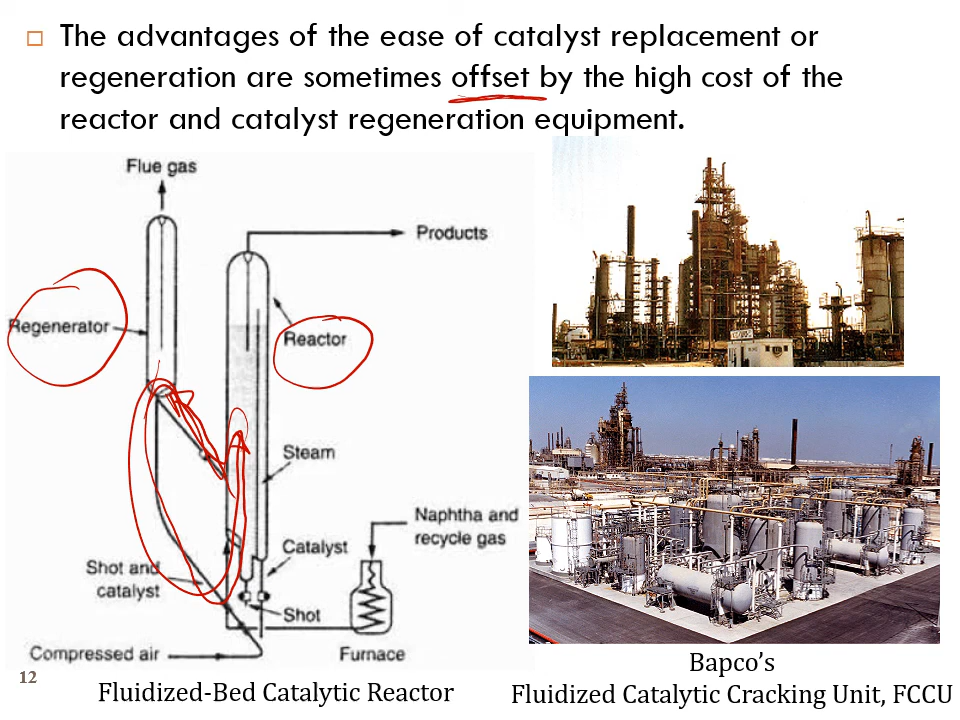 The advantages of the ease of catalyst replacement or
regeneration are sometimes offset by the high cost of the
reactor and catalyst regeneration equipment.
Flue gas
Products
Regenerator
Reactor
Steam
Naphtha and
recycle gas
Catalyst
Shot and
catalyst
Shot
Compressed air
Furnace
Bapco's
12
Fluidized-Bed Catalytic Reactor
Fluidized Catalytic Cracking Unit, FCCU